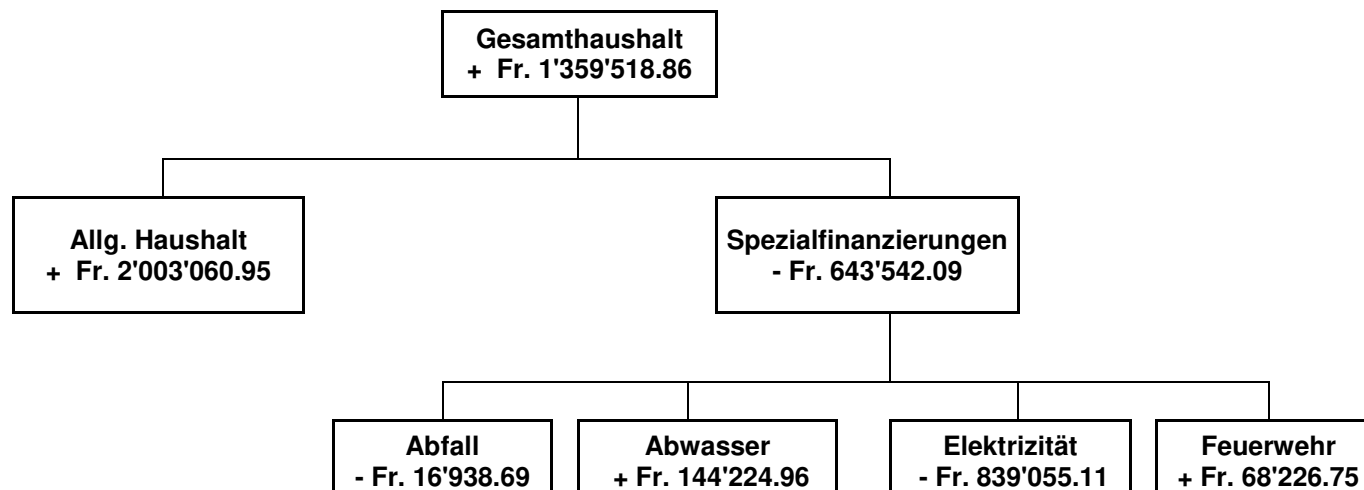 Gesamthaushalt
+ Fr. 1'359'518.86
Allg. Haushalt
+ Fr. 2'003'060.95
Spezialfinanzierungen
- Fr. 643'542.09
Abfall
- Fr. 16'938.69
Abwasser
+ Fr. 144'224.96
Elektrizität
- Fr. 839'055.11
Feuerwehr
+ Fr. 68'226.75